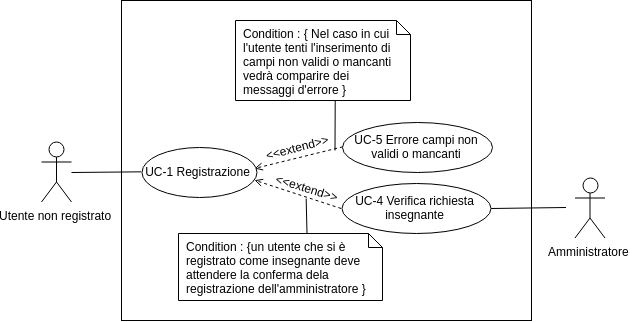 Condition : { Nel caso in cui
l'utente tenti l'inserimento di
campi non validi o mancanti
vedrà comparire dei
messaggi d'errore }
<<extend>>
UC-5 Errore campi non
validi o mancanti
UC-1 Registrazione
<<extend>>
UC-4 Verifica richiesta
insegnante
Utente non registrato
Amministratore
Condition : {un utente che si è
registrato come insegnante deve
attendere la conferma dela
registrazione dell'amministratore }